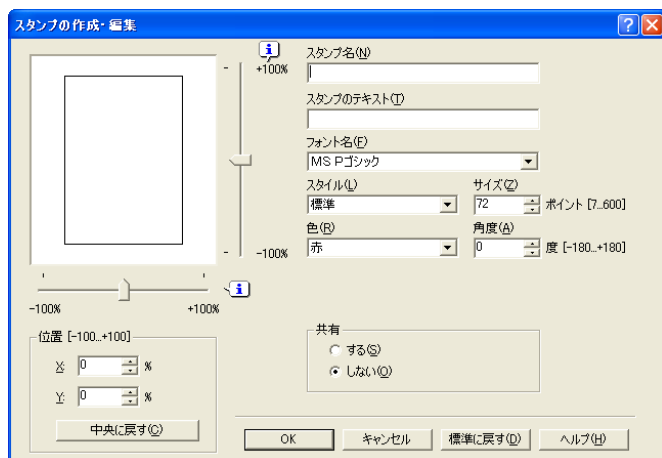 スタンプの作成・編集
スタンプ名(N)
+100%
スタンプのテキスト(T)
フォント名(F)
MS Pゴシック
スタイル(L)
サイズ(Z)
標準
72
ポイント [7...600]
色(R)
角度(A)
-100%
赤
0
度 [-180...+180]
-100%
+100%
位置 [-100...+100]
共有
X:
0
%
する(S)
しない(O)
Y:
0
%
中央に戻す(C)
OK
キャンセル
標準に戻す(D)
ヘルプ(H)